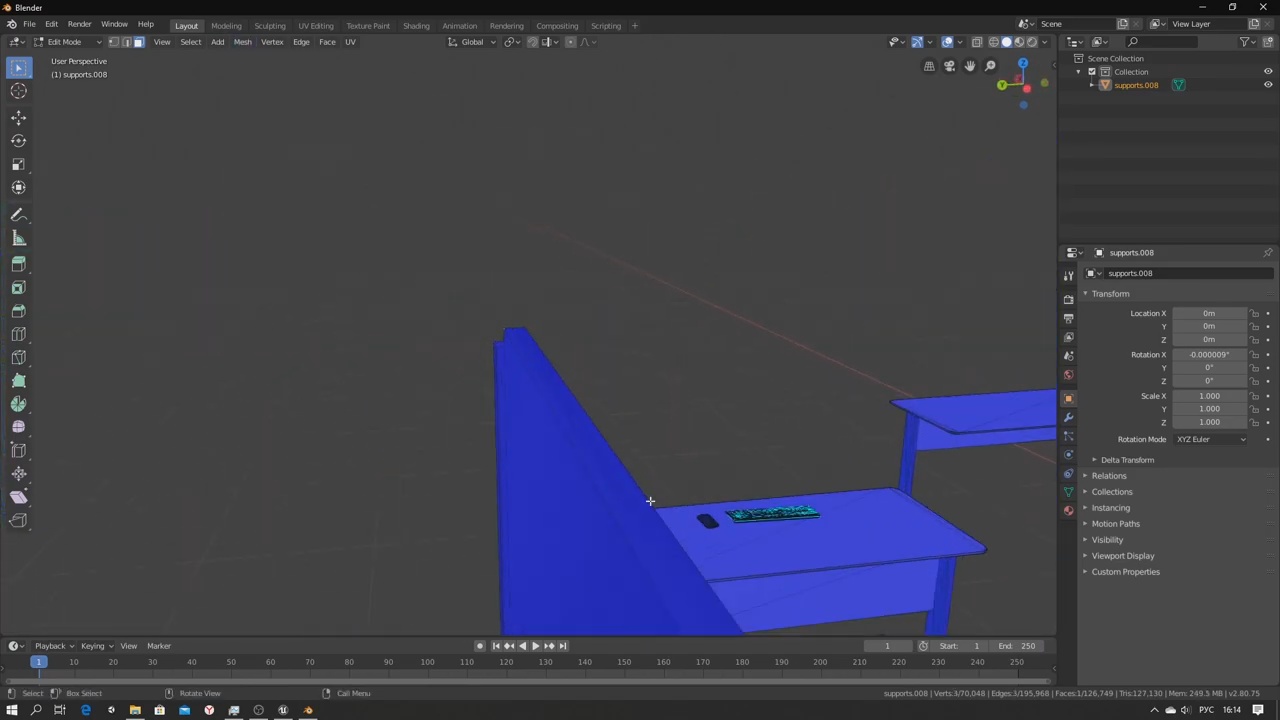 Blender
File Edit Render Window Help Layout Modeling Sculpting UV Editing Texture Paint Shading Animation Rendering Compositing Scripting + Scene View Layer
Edit Mode View Select Add Mesh Vertex Edge Face UV Global
User Perspective
(1) supports.008
Scene Collection
Collection
supports.008
Z
Y
supports.008
supports.008
Transform
Location X 0m
Y 0m
Z 0m
Rotation X -0.000009°
Y 0°
Z 0°
Scale X 1.000
Y 1.000
Z 1.000
Rotation Mode XYZ Euler
Delta Transform
Relations
Collections
Instancing
Motion Paths
Visibility
Viewport Display
Custom Properties
Playback Keying View Marker 1 Start: 1 End: 250
1 10 20 30 40 50 60 70 80 90 100 110 120 130 140 150 160 170 180 190 200 210 220 230 240 250
Select Box Select Rotate View Call Menu supports.008 | Verts:3/70,048 | Edges:3/195,968 | Faces:1/126,749 | Tris:127,130 | Mem: 249.5 MB | v2.80.75
РУС 16:14